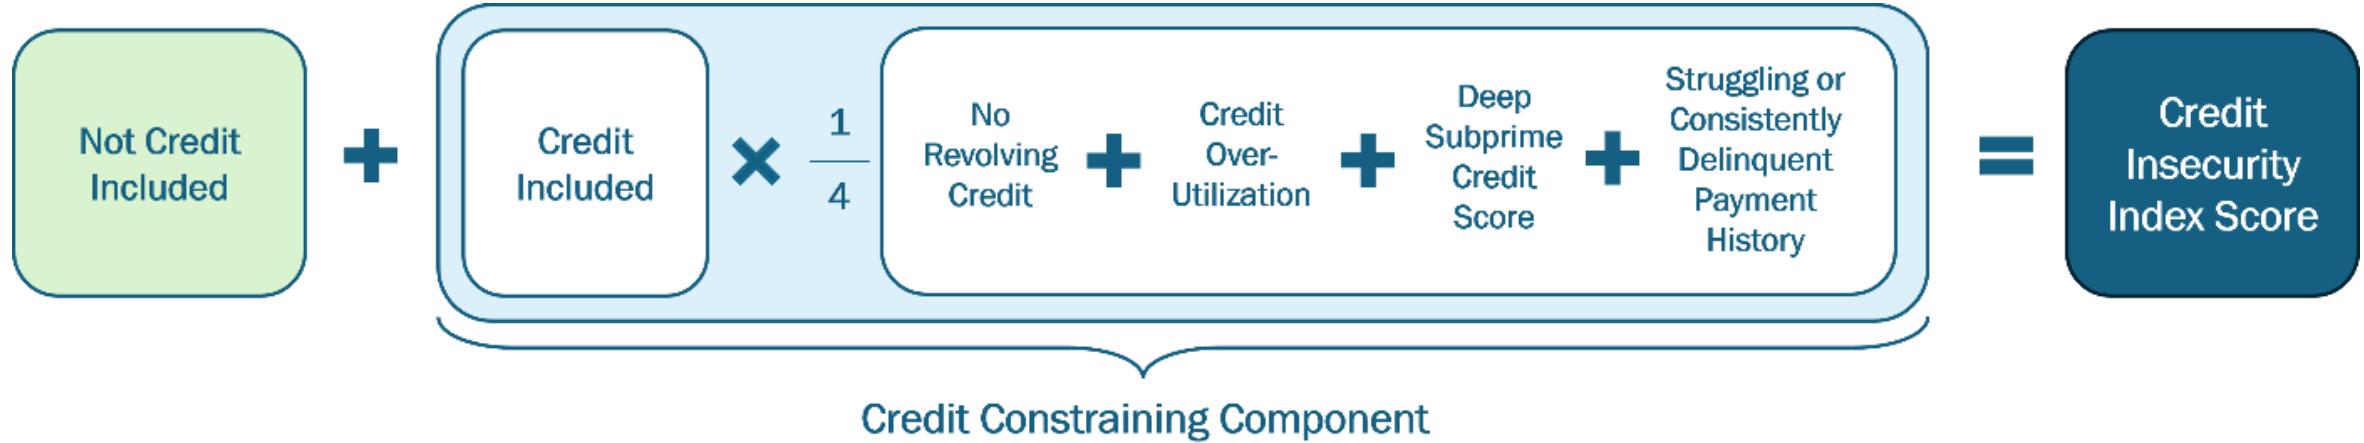 Not Credit
Included
+
Credit
Included
×
1
4
No
Revolving
Credit
+
Credit
Over-
Utilization
+
Deep
Subprime
Credit
Score
+
Struggling or
Consistently
Delinquent
Payment
History
=
Credit
Insecurity
Index Score
Credit Constraining Component